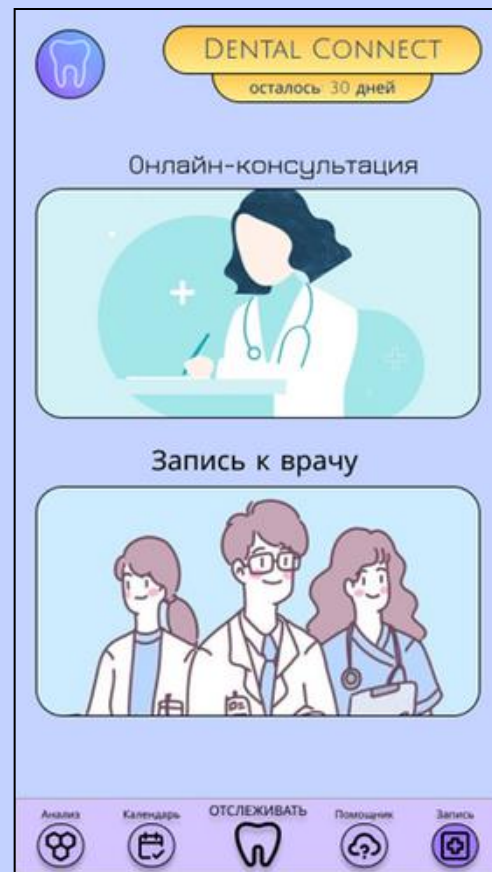 DENTAL CONNECT
осталось: 30 дней
Онлайн-консультация
Запись к врачу
Анализ
Календарь
ОТСЛЕЖИВАТЬ
Помощник
Запись